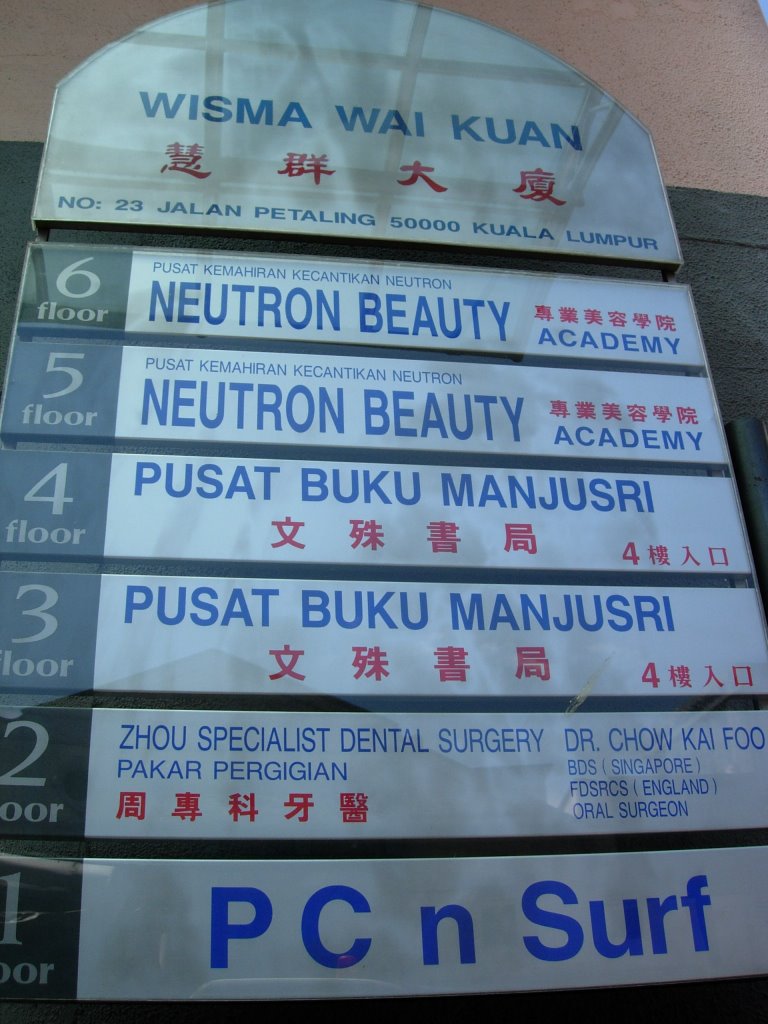 WISMA WAI KUAN
慧群大廈
NO: 23 JALAN PETALING 50000 KUALA LUMPUR
6 floor
PUSAT KEMAHIRAN KECANTIKAN NEUTRON
NEUTRON BEAUTY
專業美容學院
ACADEMY
5 floor
PUSAT KEMAHIRAN KECANTIKAN NEUTRON
NEUTRON BEAUTY
專業美容學院
ACADEMY
4 floor
PUSAT BUKU MANJUSRI
文殊書局
4樓入口
3 floor
PUSAT BUKU MANJUSRI
文殊書局
4樓入口
2 oor
ZHOU SPECIALIST DENTAL SURGERY
PAKAR PERGIGIAN
周專科牙醫
DR. CHOW KAI FOO
BDS ( SINGAPORE )
FDSRCS ( ENGLAND )
ORAL SURGEON
1 oor
PC n Surf